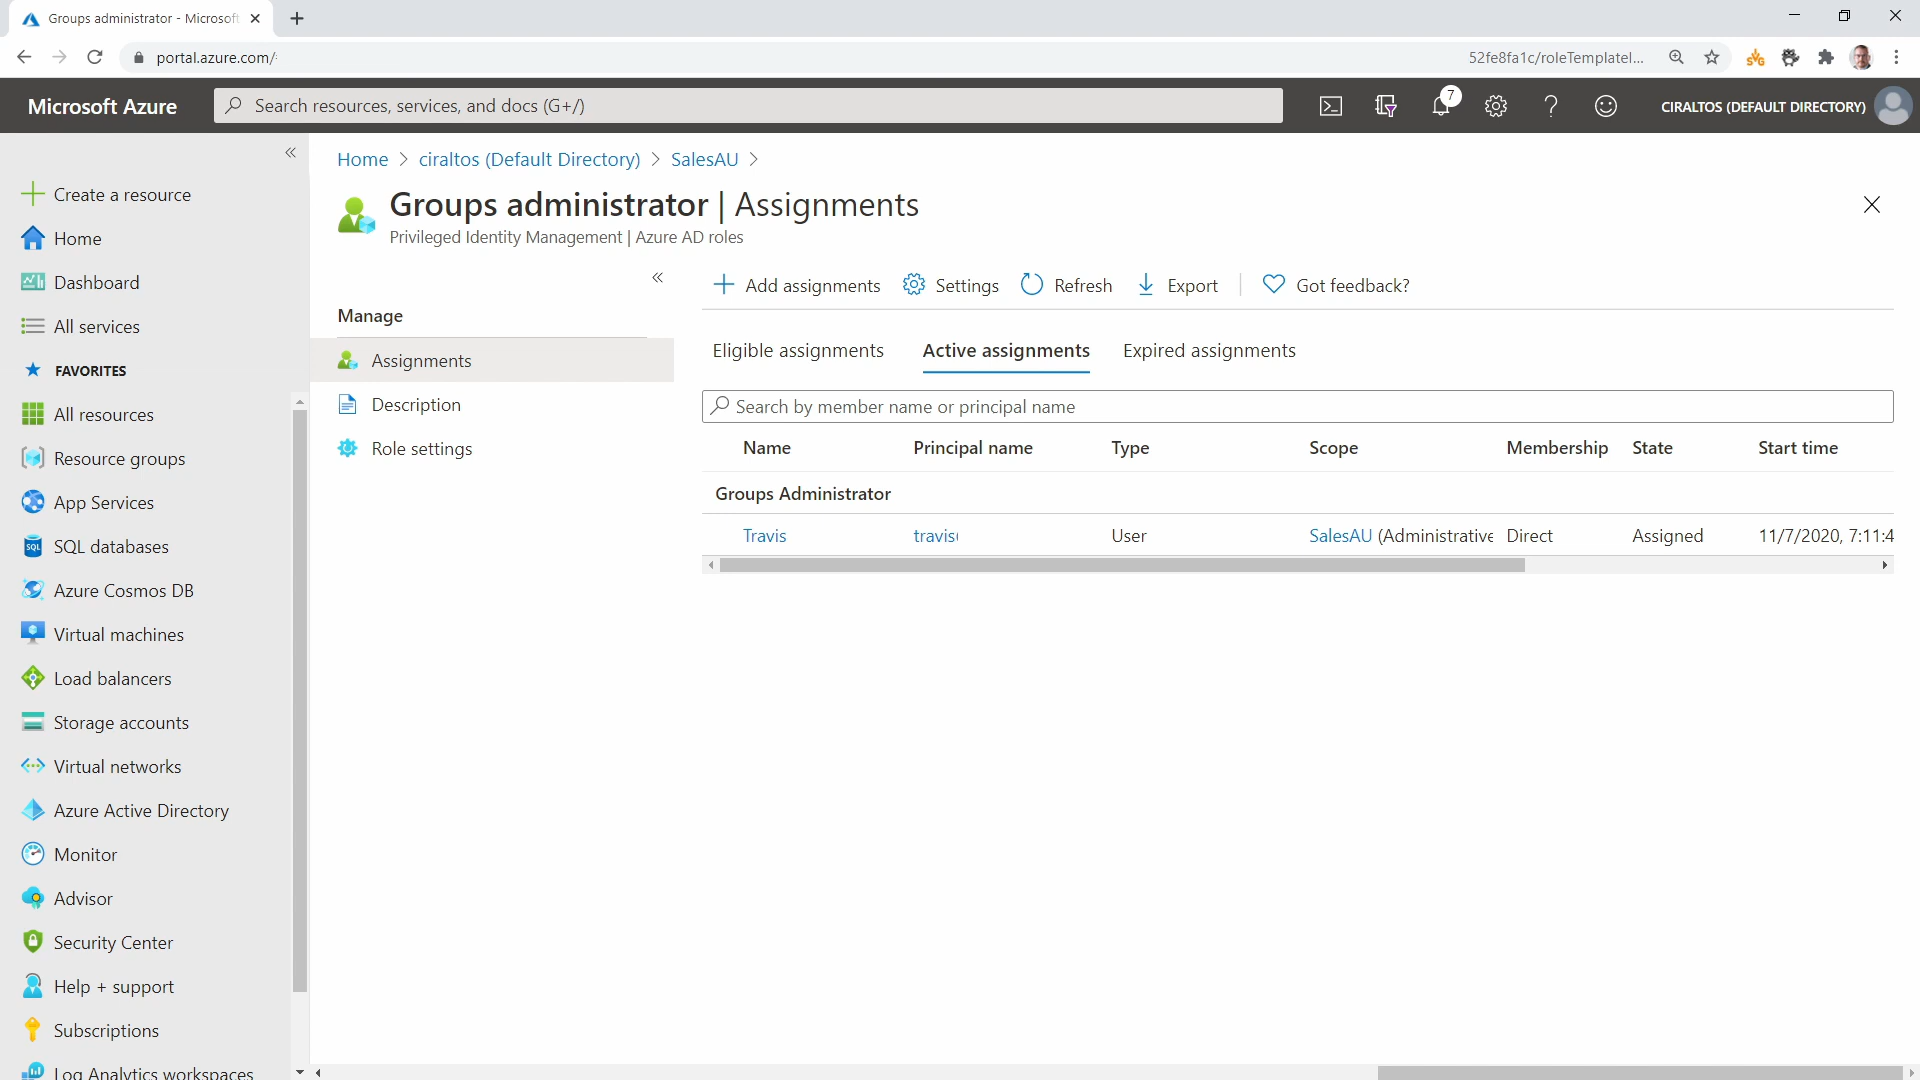 Groups administrator - Microsoft
portal.azure.com/
52fe8fa1c/roleTemplateI...
Microsoft Azure
Search resources, services, and docs (G+/)
7
CIRALTOS (DEFAULT DIRECTORY)
Create a resource
Home
Dashboard
All services
FAVORITES
All resources
Resource groups
App Services
SQL databases
Azure Cosmos DB
Virtual machines
Load balancers
Storage accounts
Virtual networks
Azure Active Directory
Monitor
Advisor
Security Center
Help + support
Subscriptions
Log Analytics workspaces
Home > ciraltos (Default Directory) > SalesAU >
Groups administrator | Assignments
Privileged Identity Management | Azure AD roles
Manage
Assignments
Description
Role settings
Add assignments Settings Refresh Export Got feedback?
Eligible assignments Active assignments Expired assignments
Search by member name or principal name
Name Principal name Type Scope Membership State Start time
Groups Administrator
Travis travis User SalesAU (Administrative Direct Assigned 11/7/2020, 7:11:4